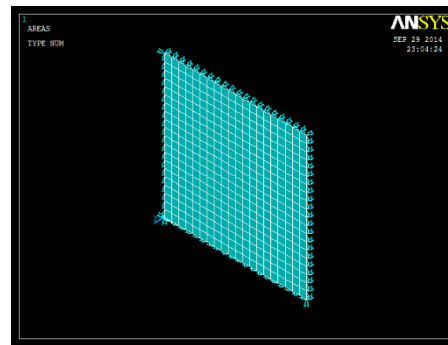 1
AREAS
TYPE NUM
ANSYS
SEP 29 2014
23:04:24